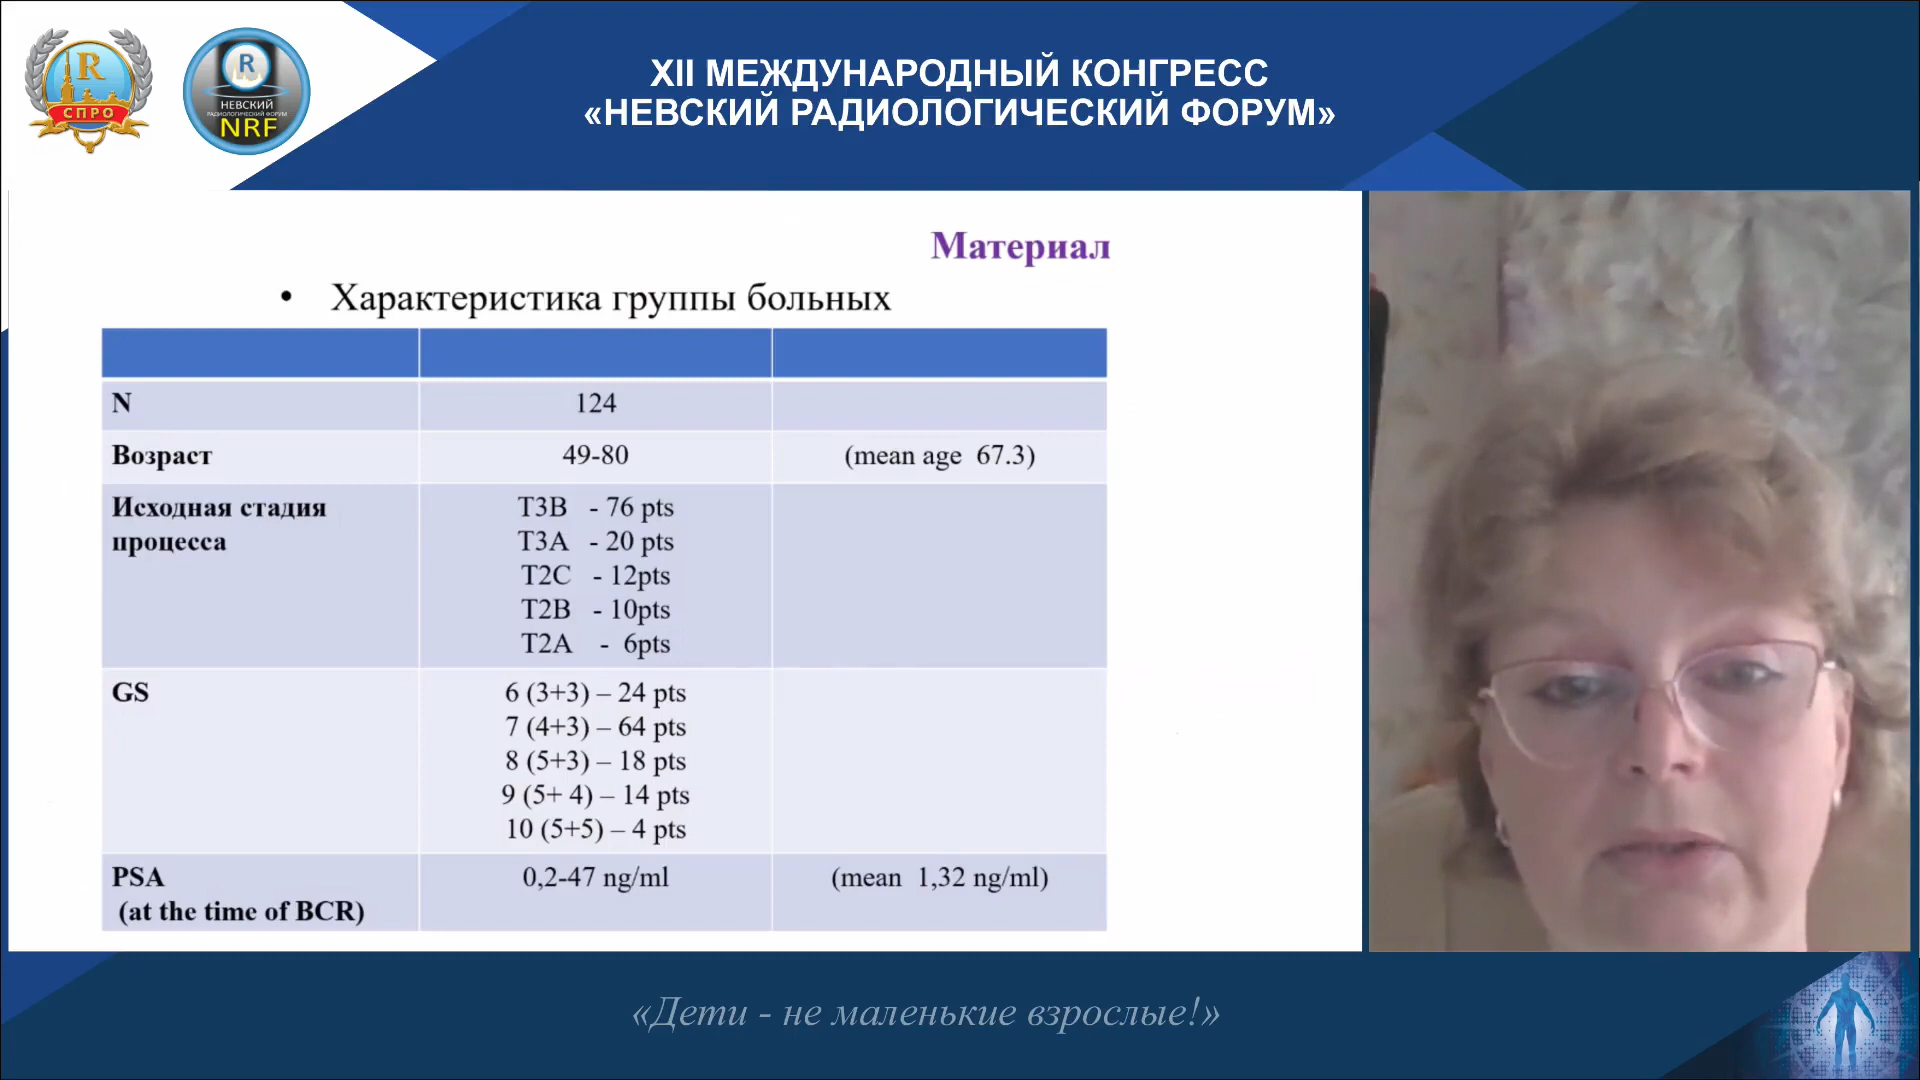 R
СПРО
R
НЕВСКИЙ
РАДИОЛОГИЧЕСКИЙ ФОРУМ
NRF
XII МЕЖДУНАРОДНЫЙ КОНГРЕСС
«НЕВСКИЙ РАДИОЛОГИЧЕСКИЙ ФОРУМ»
Материал
• Характеристика группы больных
N 124
Возраст 49-80 (mean age 67.3)
Исходная стадия процесса
T3B - 76 pts
T3A - 20 pts
T2C - 12pts
T2B - 10pts
T2A - 6pts
GS
6 (3+3) – 24 pts
7 (4+3) – 64 pts
8 (5+3) – 18 pts
9 (5+ 4) – 14 pts
10 (5+5) – 4 pts
PSA
(at the time of BCR)
0,2-47 ng/ml (mean 1,32 ng/ml)
«Дети - не маленькие взрослые!»